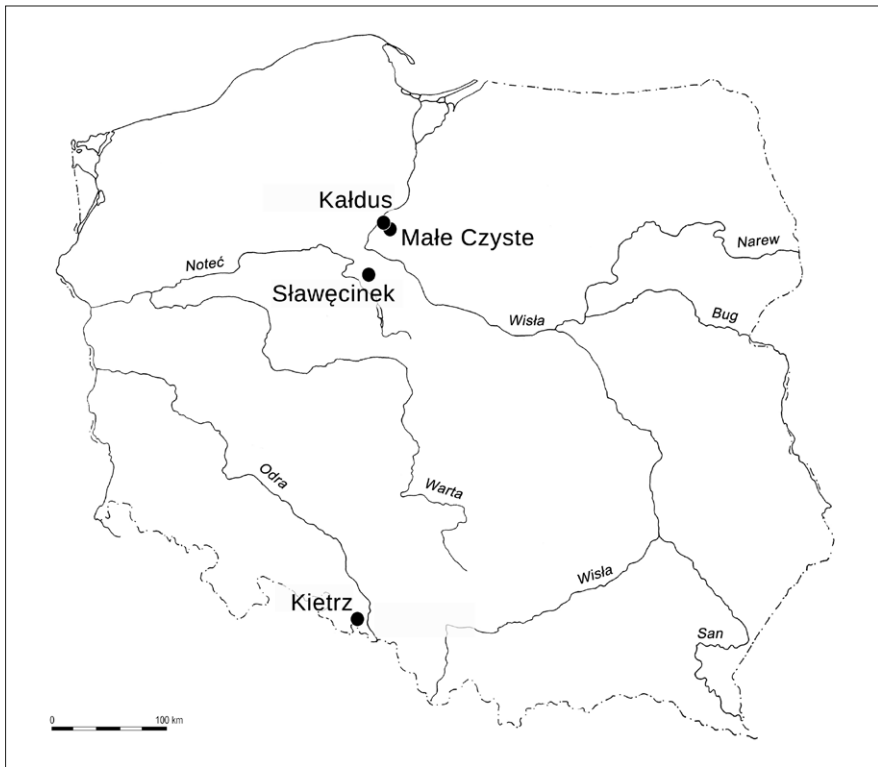 Kałdus
Małe Czyste
Narew
Noteć
Sławęcinek
Wisła
Bug
Odra
Warta
Wisła
Kietrz
San
0 100 km